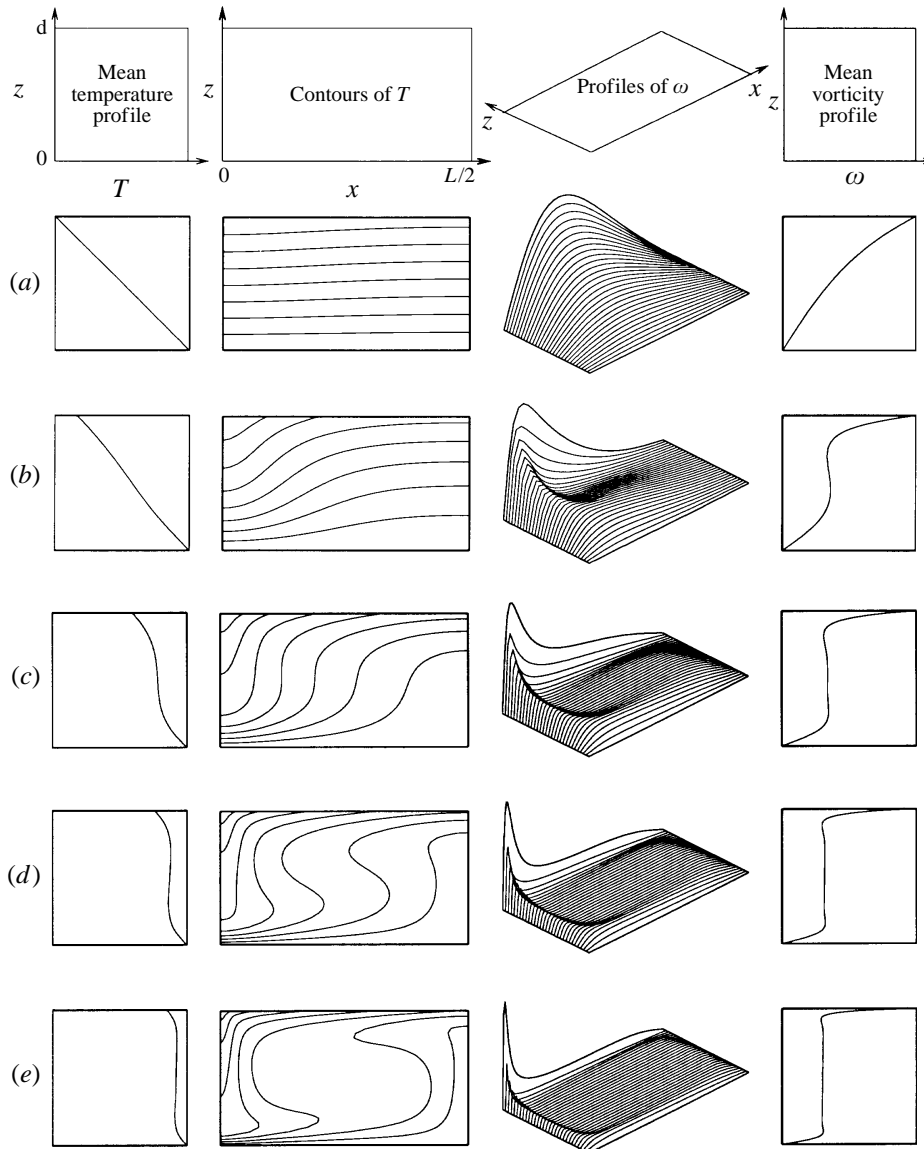 d
z
Mean
temperature
profile
0
T
z
Contours of T
0
x
L/2
Profiles of ω
z
x
z
Mean
vorticity
profile
ω
(a)
(b)
(c)
(d)
(e)